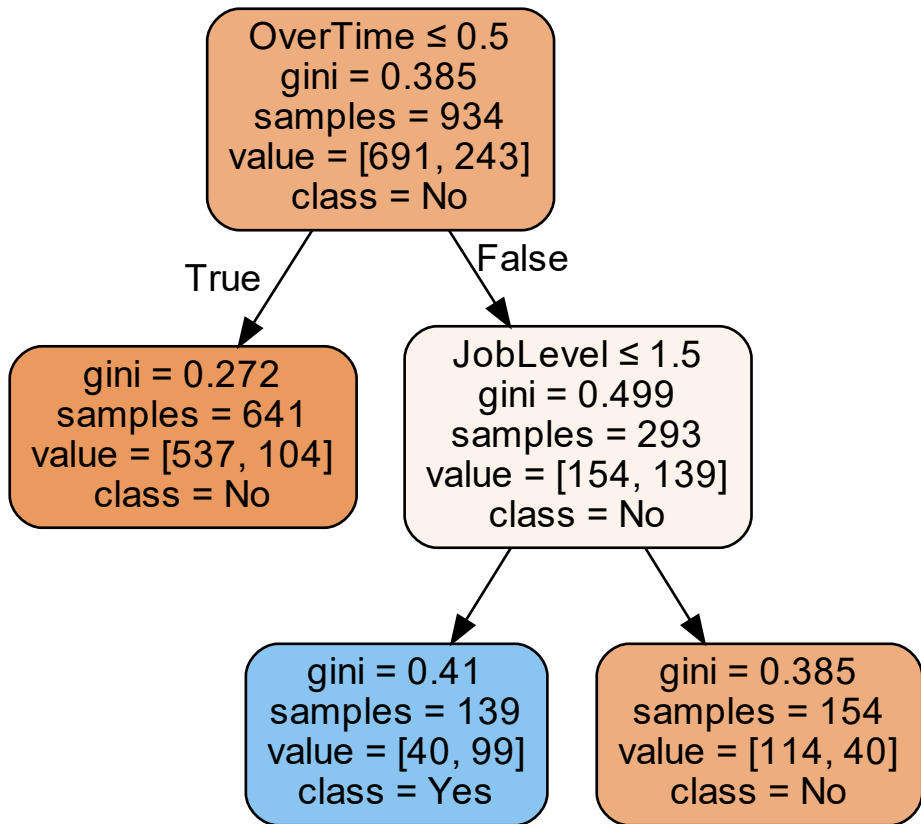 OverTime ≤ 0.5
gini = 0.385
samples = 934
value = [691, 243]
class = No
True
False
gini = 0.272
samples = 641
value = [537, 104]
class = No
JobLevel ≤ 1.5
gini = 0.499
samples = 293
value = [154, 139]
class = No
gini = 0.41
samples = 139
value = [40, 99]
class = Yes
gini = 0.385
samples = 154
value = [114, 40]
class = No